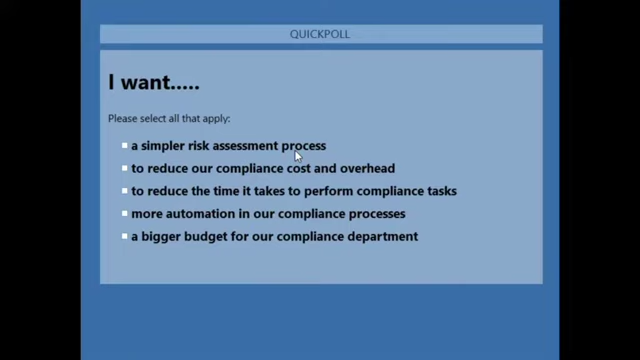 QUICKPOLL
I want.....
Please select all that apply:
a simpler risk assessment process
to reduce our compliance cost and overhead
to reduce the time it takes to perform compliance tasks
more automation in our compliance processes
a bigger budget for our compliance department